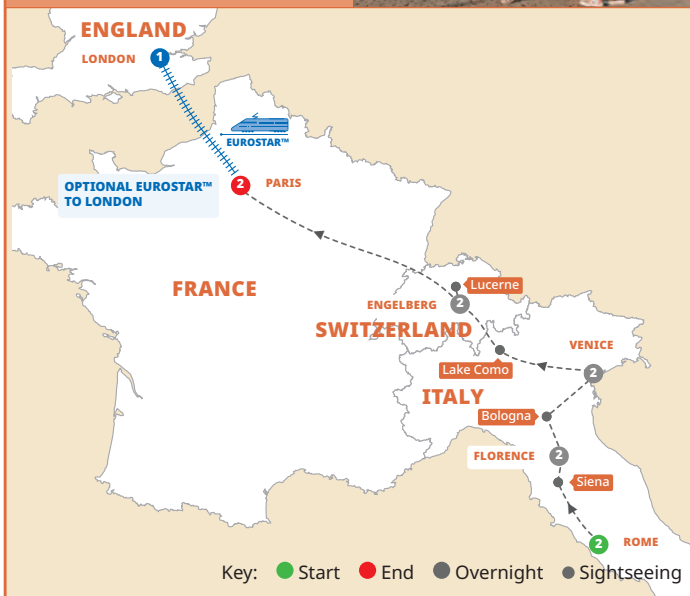 ENGLAND
LONDON
1
EUROSTAR™
OPTIONAL EUROSTAR™
TO LONDON
2
PARIS
FRANCE
Lucerne
ENGELBERG
2
SWITZERLAND
VENICE
2
Lake Como
ITALY
Bologna
FLORENCE
2
Siena
2
ROME
Key: Start End Overnight Sightseeing